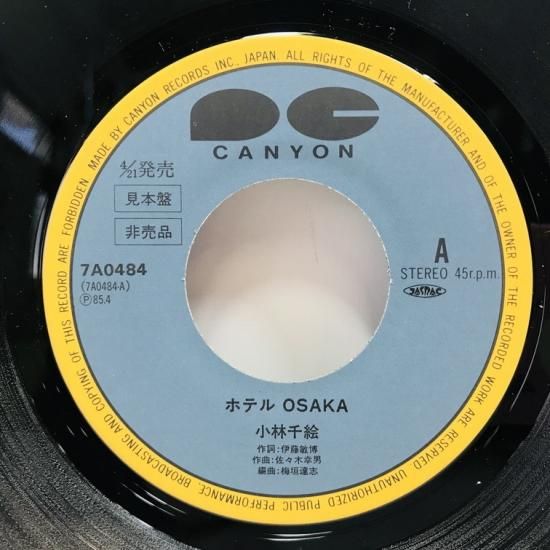 MADE BY CANYON RECORDS INC., JAPAN. ALL RIGHTS OF THE MANUFACTURER AND OF THE OWNER OF THE RECORDED WORK ARE RESERVED. UNAUTHORIZED PUBLIC PERFORMANCE, BROADCASTING AND COPYING OF THIS RECORD ARE FORBIDDEN
CANYON
4/21発売
見本盤
非売品
7A0484
(7A0484-A)
Ⓟ85.4
A
STEREO 45r.p.m.
JASRAC
ホテル OSAKA
小林千絵
作詞:伊藤敏博
作曲:佐々木幸男
編曲:梅垣達志